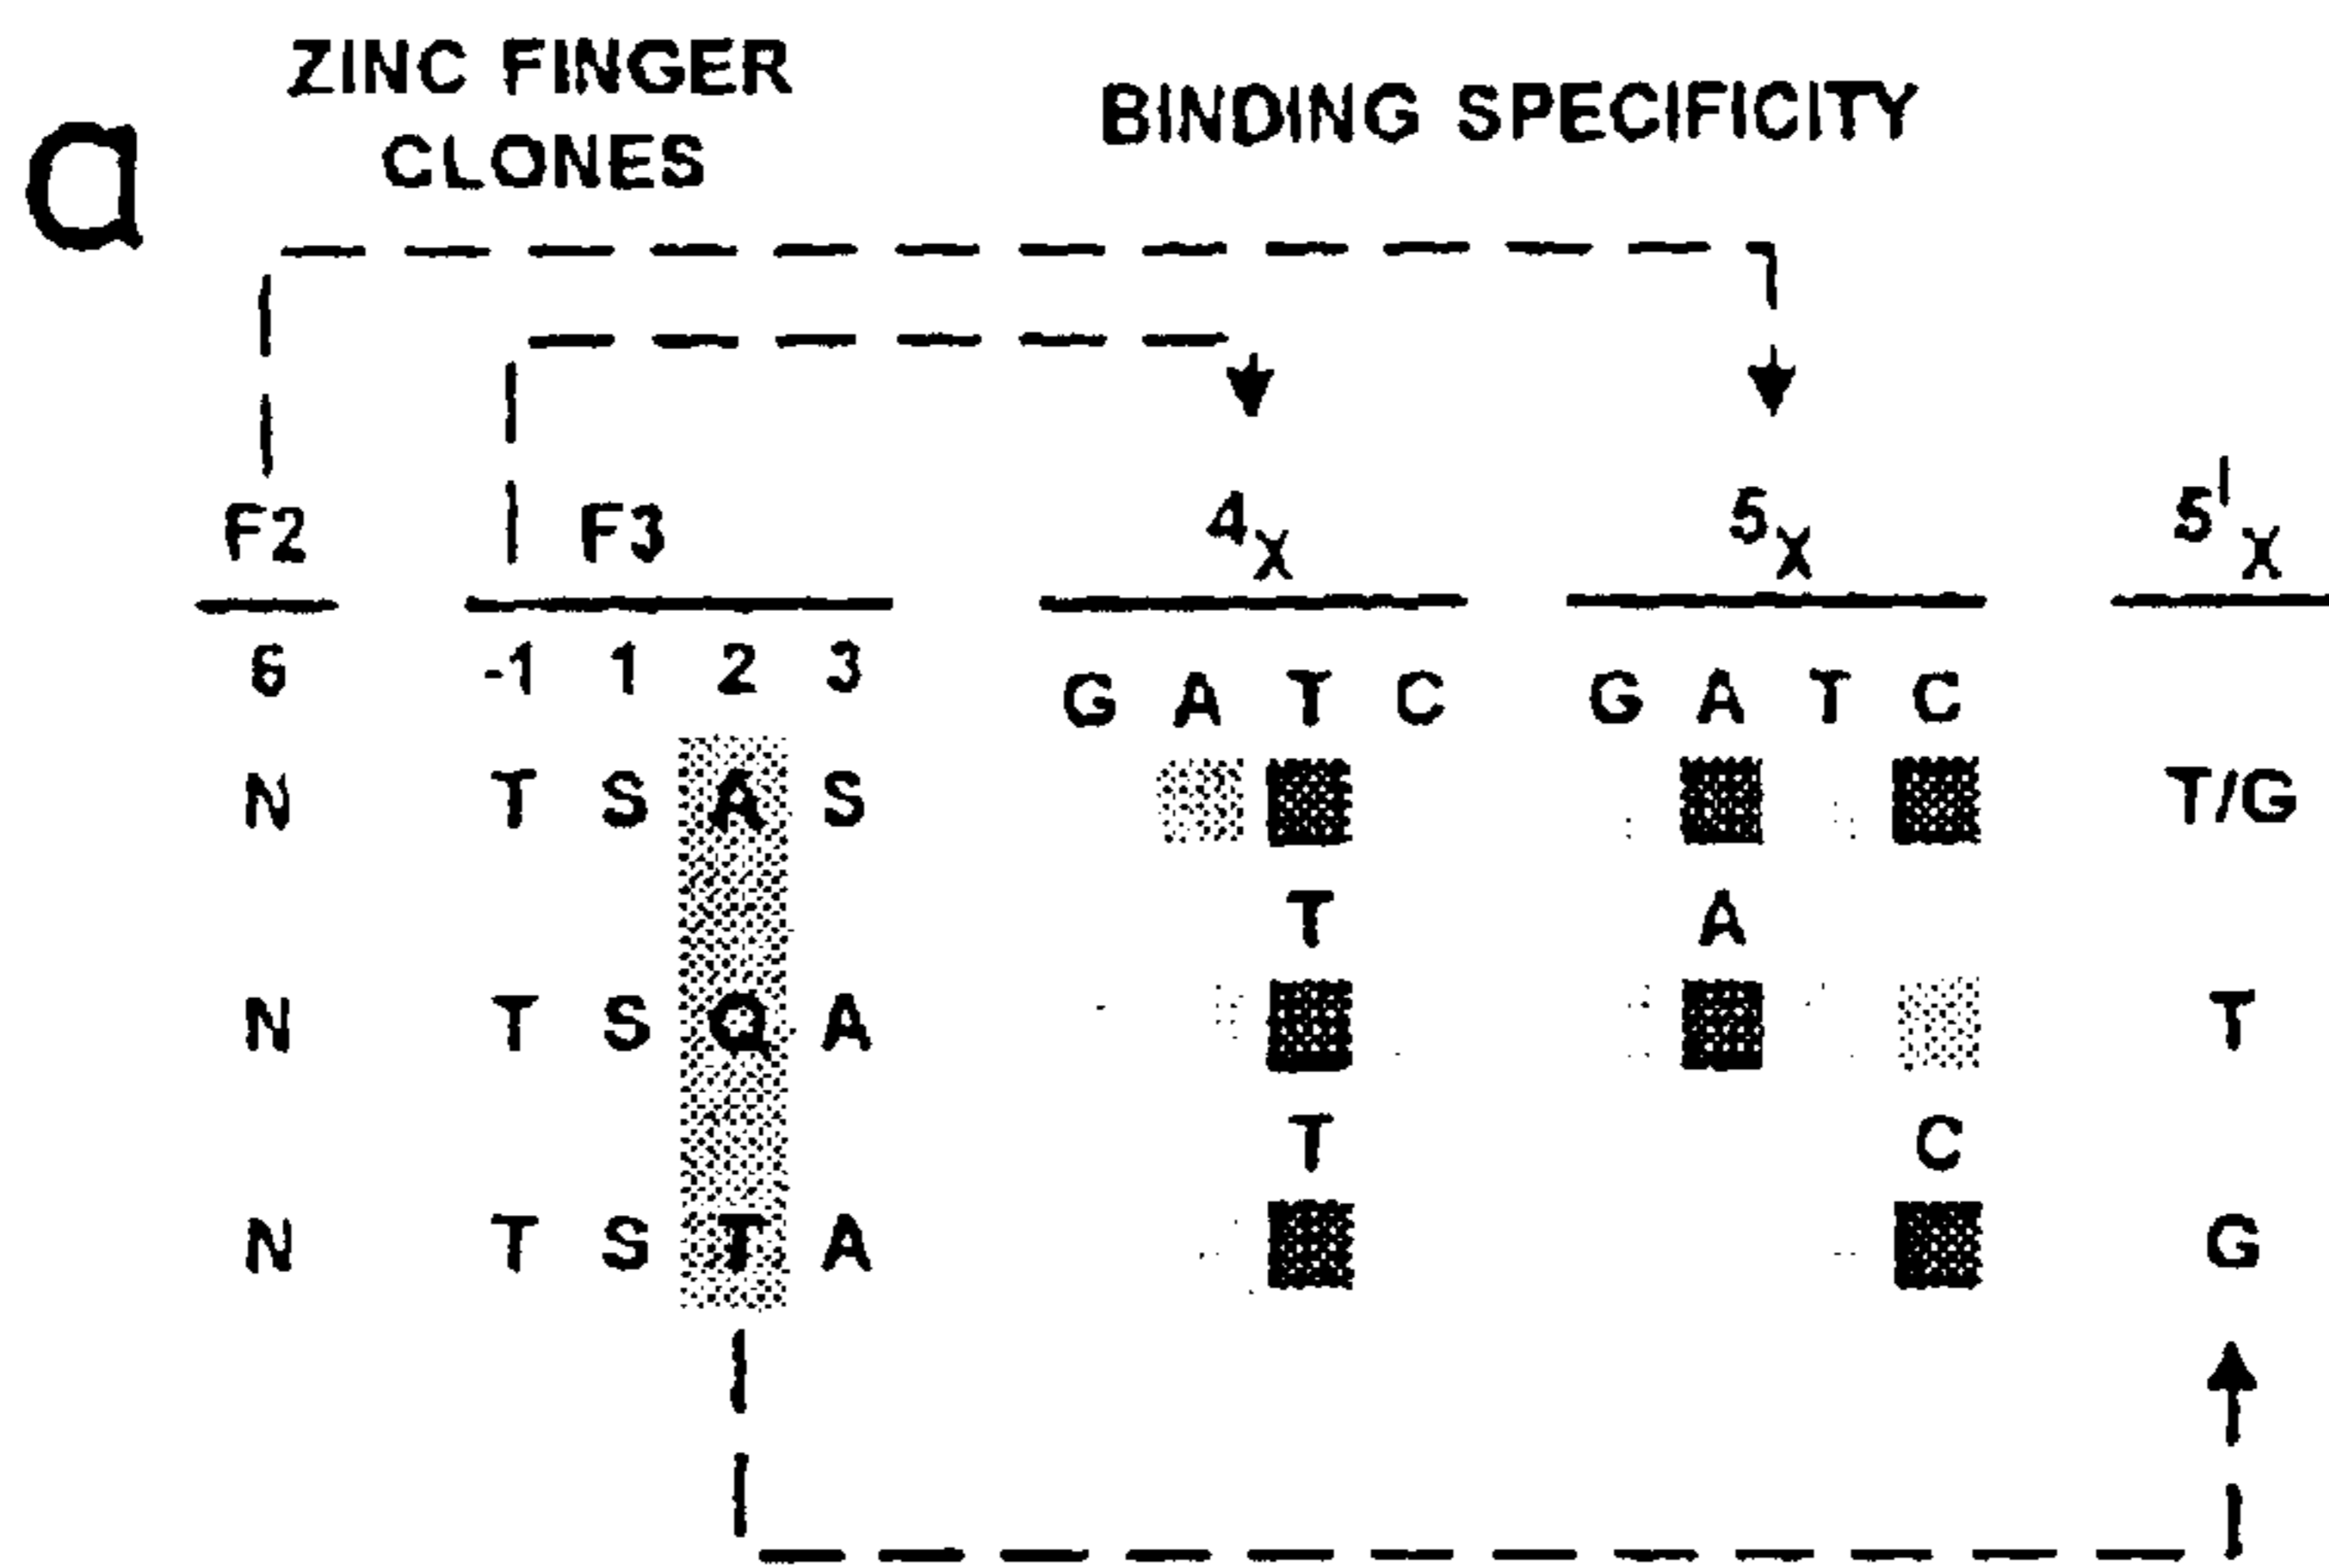 a
ZINC FINGER
CLONES
BINDING SPECIFICITY
F2 F3 4X 5X 5'X
6 -1 1 2 3 G A T C G A T C
N T S A S T/G
T A
N T S Q A T
T C
N T S T A G